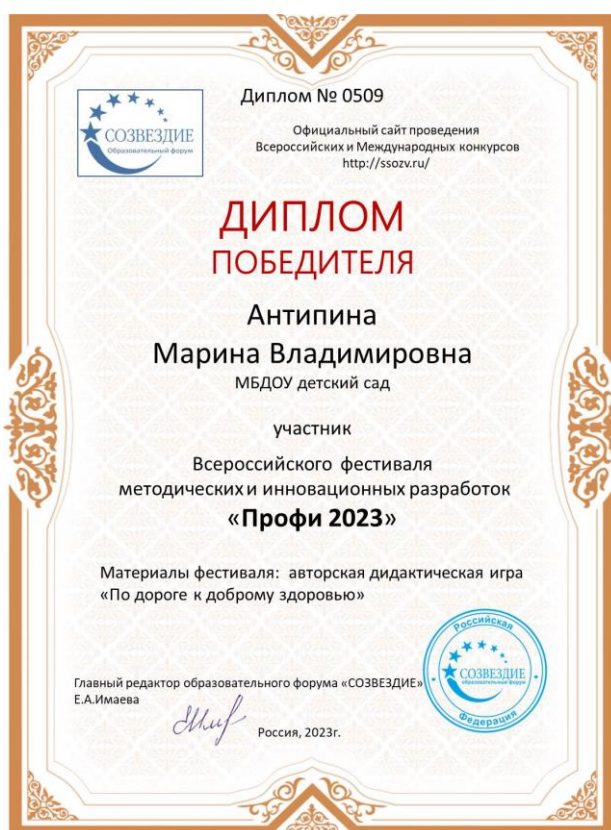 СОЗВЕЗДИЕ
Образовательный форум
Диплом № 0509
Официальный сайт проведения
Всероссийских и Международных конкурсов
http://ssozv.ru/
ДИПЛОМ
ПОБЕДИТЕЛЯ
Антипина
Марина Владимировна
МБДОУ детский сад
участник
Всероссийского фестиваля
методических и инновационных разработок
«Профи 2023»
Материалы фестиваля: авторская дидактическая игра
«По дороге к доброму здоровью»
Российская
СОЗВЕЗДИЕ
образовательный форум
Федерация
Главный редактор образовательного форума «СОЗВЕЗДИЕ»
Е.А.Имаева
Россия, 2023г.